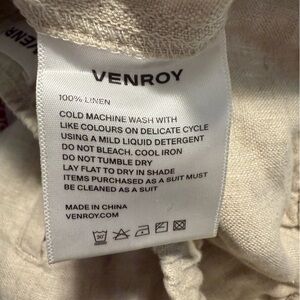 VENROY
100% LINEN
COLD MACHINE WASH WITH
LIKE COLOURS ON DELICATE CYCLE
USING A MILD LIQUID DETERGENT
DO NOT BLEACH. COOL IRON
DO NOT TUMBLE DRY
LAY FLAT TO DRY IN SHADE
ITEMS PURCHASED AS A SUIT MUST
BE CLEANED AS A SUIT
MADE IN CHINA
VENROY.COM